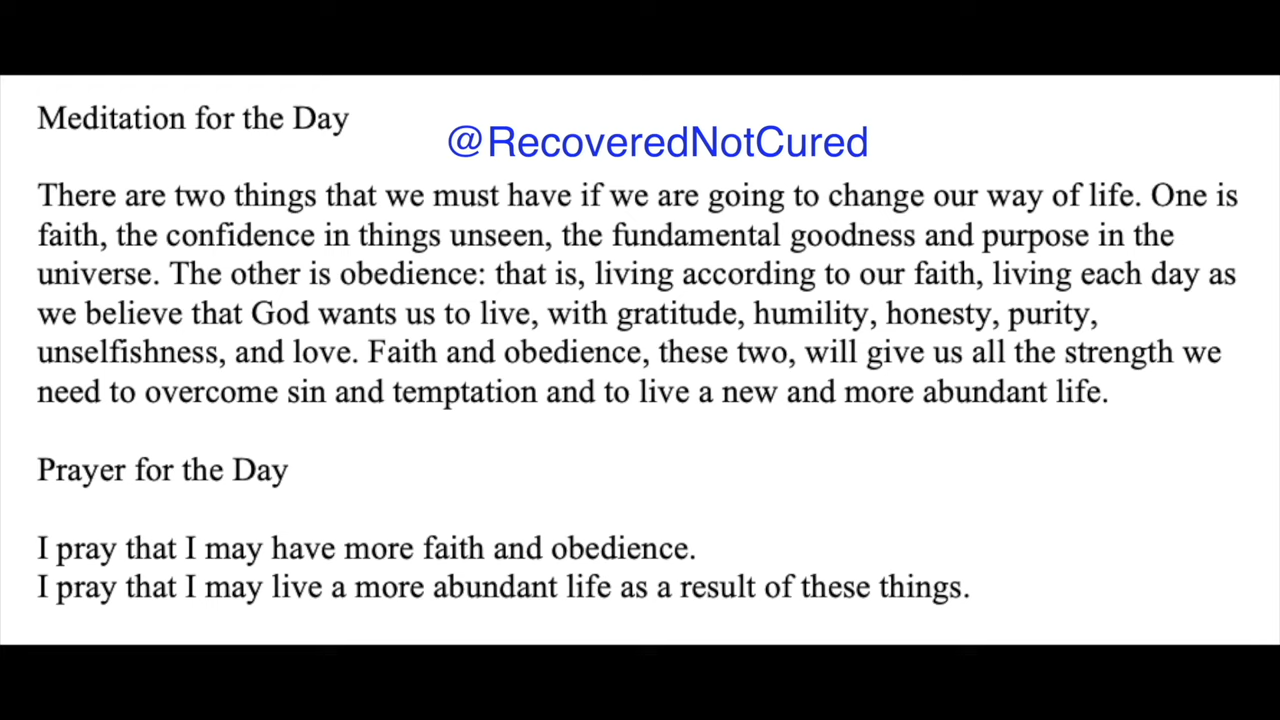 Meditation for the Day
@RecoveredNotCured
There are two things that we must have if we are going to change our way of life. One is
faith, the confidence in things unseen, the fundamental goodness and purpose in the
universe. The other is obedience: that is, living according to our faith, living each day as
we believe that God wants us to live, with gratitude, humility, honesty, purity,
unselfishness, and love. Faith and obedience, these two, will give us all the strength we
need to overcome sin and temptation and to live a new and more abundant life.
Prayer for the Day
I pray that I may have more faith and obedience.
I pray that I may live a more abundant life as a result of these things.